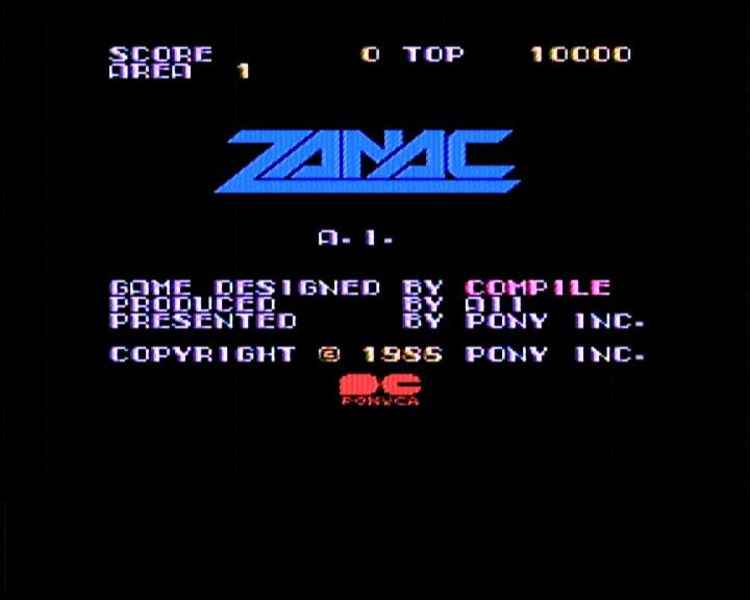 SCORE 0 TOP 10000
AREA 1
ZANAC
A.I.
GAME DESIGNED BY COMPILE
PRODUCED BY AII
PRESENTED BY PONY INC.
COPYRIGHT © 1986 PONY INC.
PONYCA